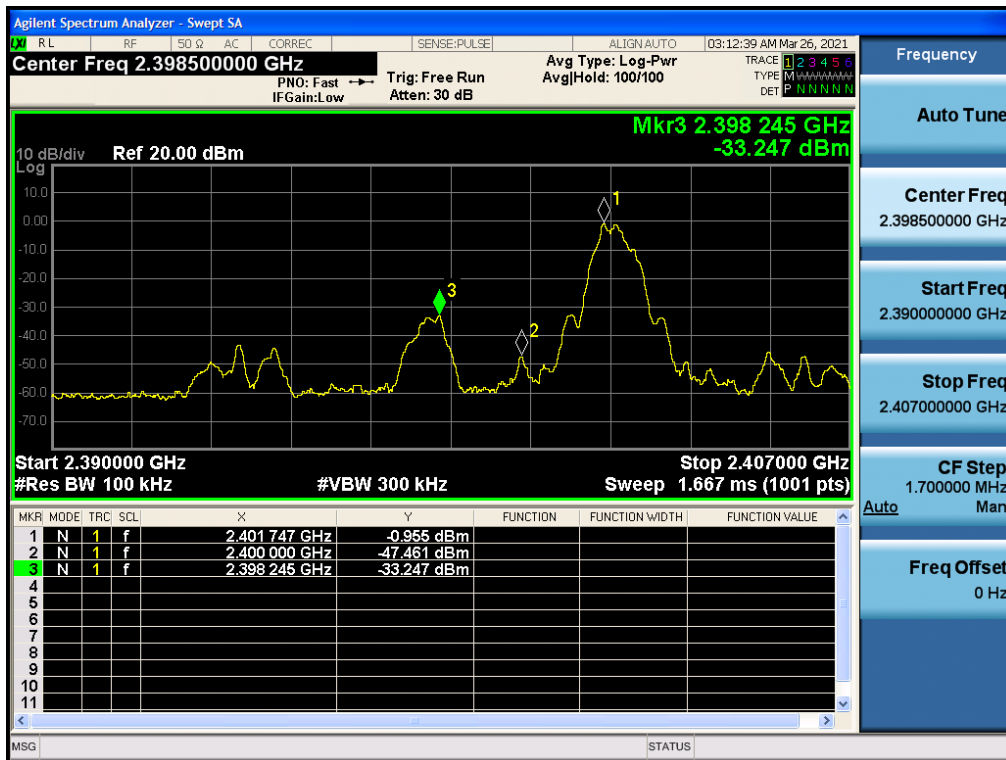 Agilent Spectrum Analyzer - Swept SA
LXI RL RF 50 Ω AC CORREC SENSE:PULSE ALIGN AUTO 03:12:39 AM Mar 26, 2021
Center Freq 2.398500000 GHz
PNO: Fast
IFGain:Low
Trig: Free Run
Atten: 30 dB
Avg Type: Log-Pwr
Avg|Hold: 100/100
TRACE 1 2 3 4 5 6
TYPE M WWWWW
DET P N N N N N
Mkr3 2.398 245 GHz
-33.247 dBm
10 dB/div Ref 20.00 dBm
Log
10.0
0.00
-10.0
-20.0
-30.0
-40.0
-50.0
-60.0
-70.0
1
3
2
Start 2.390000 GHz Stop 2.407000 GHz
#Res BW 100 kHz #VBW 300 kHz Sweep 1.667 ms (1001 pts)
MKR MODE TRC SCL X Y FUNCTION FUNCTION WIDTH FUNCTION VALUE
1 N 1 f 2.401 747 GHz -0.955 dBm
2 N 1 f 2.400 000 GHz -47.461 dBm
3 N 1 f 2.398 245 GHz -33.247 dBm
4
5
6
7
8
9
10
11
MSG STATUS
Frequency
Auto Tune
Center Freq
2.398500000 GHz
Start Freq
2.390000000 GHz
Stop Freq
2.407000000 GHz
CF Step
1.700000 MHz
Auto Man
Freq Offset
0 Hz